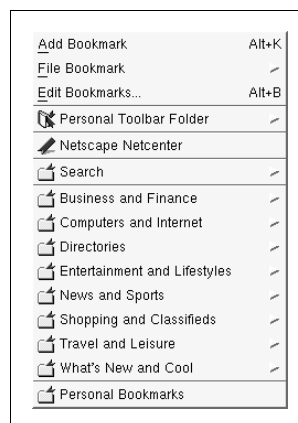 Add Bookmark Alt+K
File Bookmark
Edit Bookmarks... Alt+B
Personal Toolbar Folder
Netscape Netcenter
Search
Business and Finance
Computers and Internet
Directories
Entertainment and Lifestyles
News and Sports
Shopping and Classifieds
Travel and Leisure
What's New and Cool
Personal Bookmarks